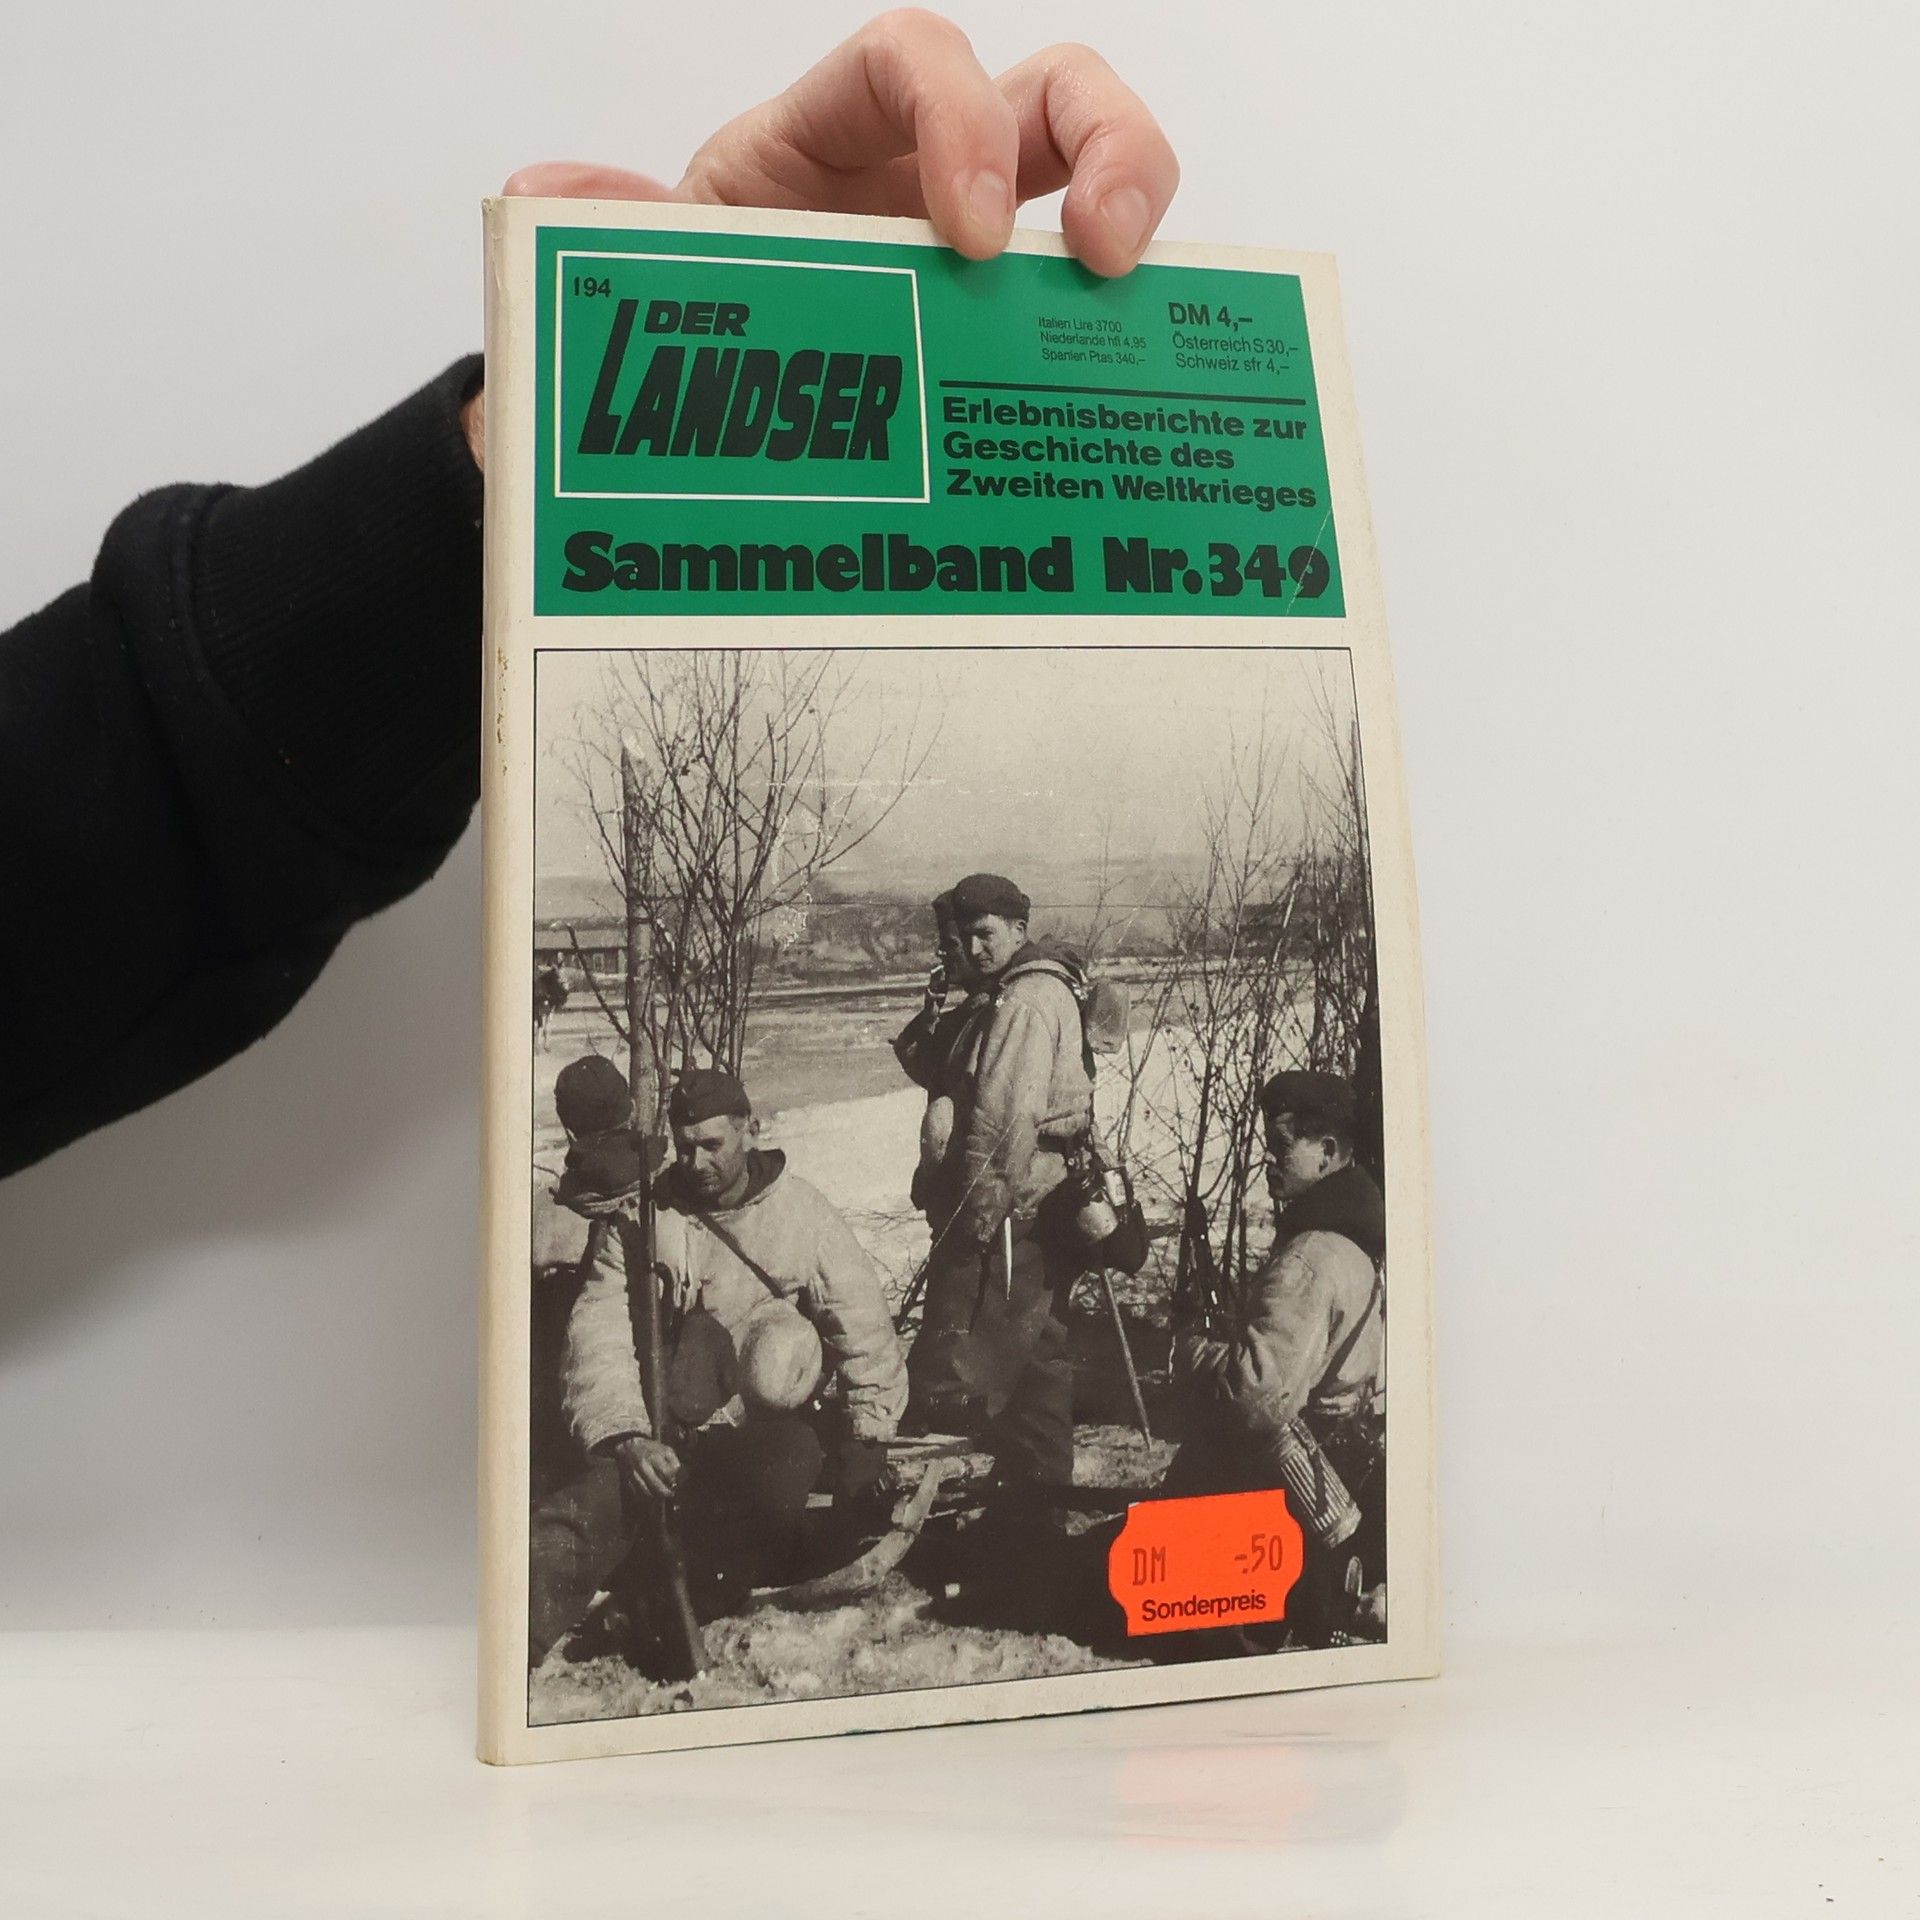 194
DER
LANDSER
Italien Lire 3700
Niederlande hfl 4,95
Spanien Ptas 340,–
DM 4,–
Österreich S 30,–
Schweiz sfr 4,–
Erlebnisberichte zur
Geschichte des
Zweiten Weltkrieges
Sammelband Nr. 349
DM -.50
Sonderpreis